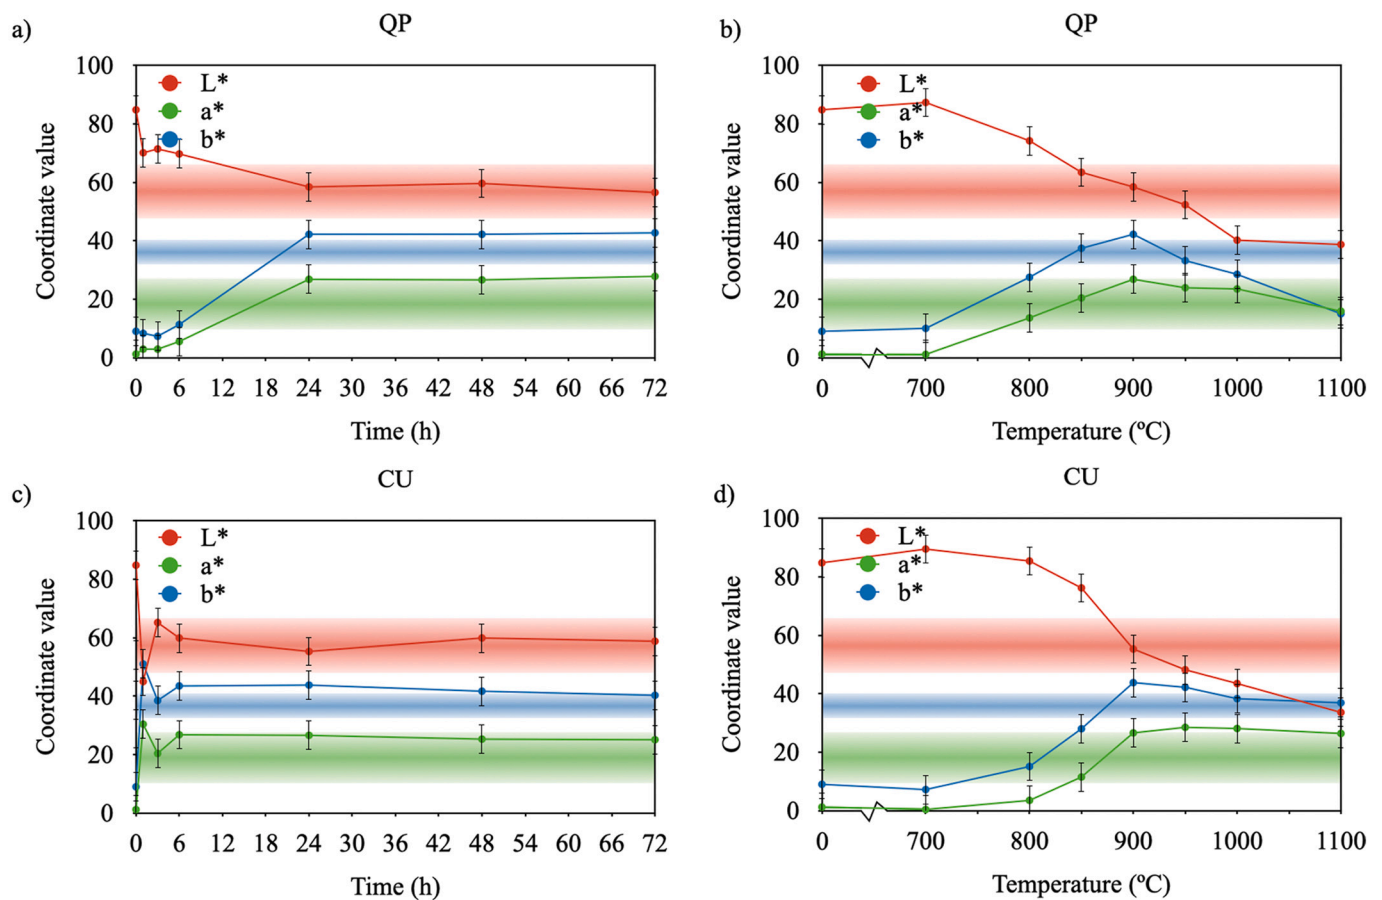 a)
QP
100
80
60
40
20
0
Coordinate value
L*
a*
b*
0 6 12 18 24 30 36 42 48 54 60 66 72
Time (h)
b)
QP
100
80
60
40
20
0
Coordinate value
L*
a*
b*
0 700 800 900 1000 1100
Temperature (ºC)
c)
CU
100
80
60
40
20
0
Coordinate value
L*
a*
b*
0 6 12 18 24 30 36 42 48 54 60 66 72
Time (h)
d)
CU
100
80
60
40
20
0
Coordinate value
L*
a*
b*
0 700 800 900 1000 1100
Temperature (ºC)